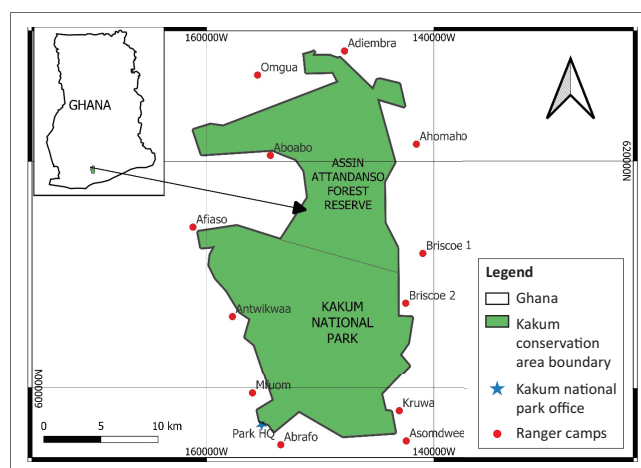 160000W
140000W
Adiembra
Omgua
GHANA
Ahomaho
Aboabo
620000N
ASSIN
ATTANDANSO
FOREST
RESERVE
Afiaso
Briscoe 1
Briscoe 2
Antwikwaa
KAKUM
NATIONAL
PARK
Legend
Ghana
Kakum
conservation
area boundary
Kakum national
park office
Ranger camps
600000N
Mfuom
Kruwa
Park HQ
Abrafo
Asomdwee
0 5 10 km
160000W
140000W